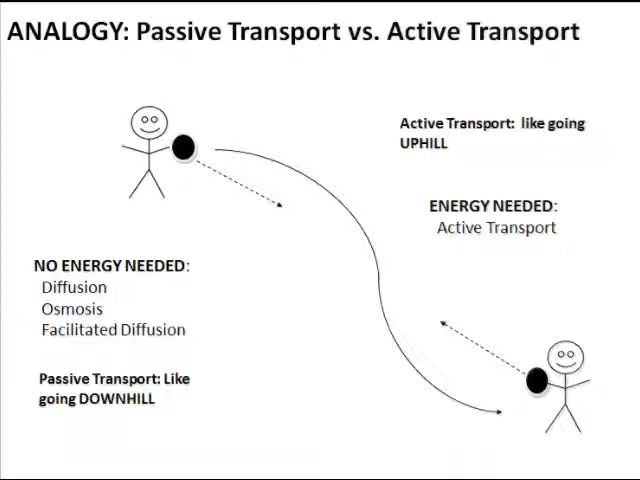 ANALOGY: Passive Transport vs. Active Transport
Active Transport: like going
UPHILL
ENERGY NEEDED:
Active Transport
NO ENERGY NEEDED:
Diffusion
Osmosis
Facilitated Diffusion
Passive Transport: Like
going DOWNHILL